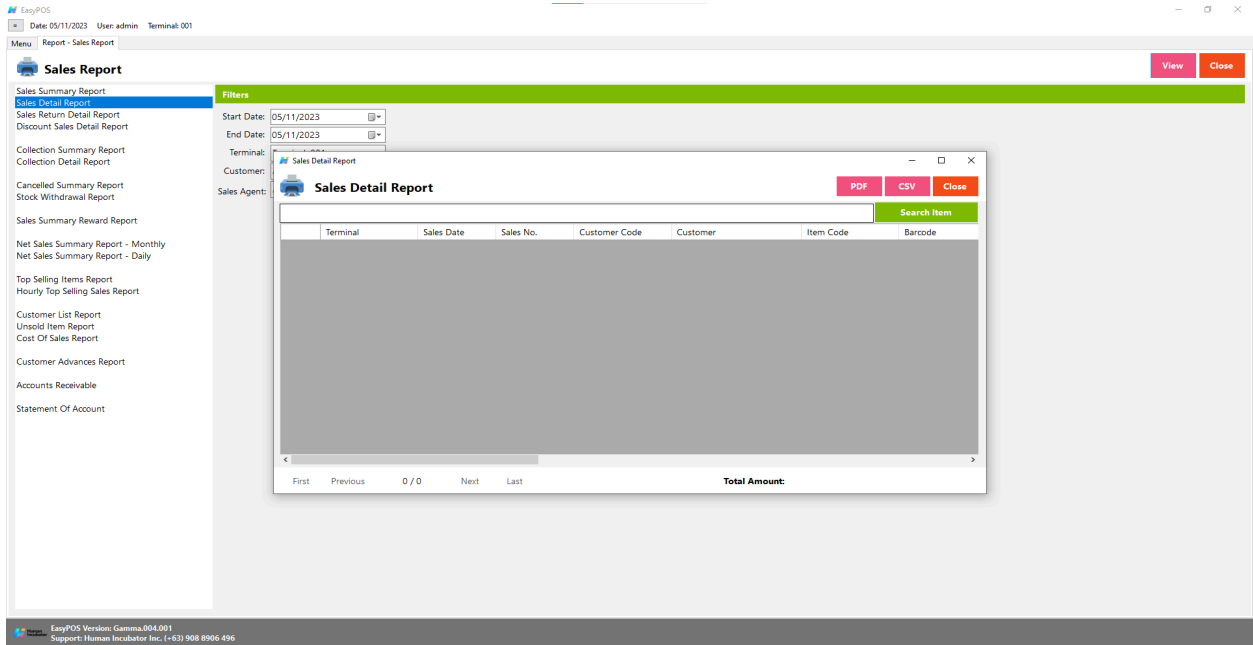 EasyPOS
Date: 05/11/2023 User: admin Terminal: 001
Menu Report - Sales Report
Sales Report
View Close
Sales Summary Report
Sales Detail Report
Sales Return Detail Report
Discount Sales Detail Report
Collection Summary Report
Collection Detail Report
Cancelled Summary Report
Stock Withdrawal Report
Sales Summary Reward Report
Net Sales Summary Report - Monthly
Net Sales Summary Report - Daily
Top Selling Items Report
Hourly Top Selling Sales Report
Customer List Report
Unsold Item Report
Cost Of Sales Report
Customer Advances Report
Accounts Receivable
Statement Of Account
Filters
Start Date: 05/11/2023
End Date: 05/11/2023
Terminal:
Customer:
Sales Agent:
Sales Detail Report
Sales Detail Report
PDF CSV Close
Search Item
Terminal Sales Date Sales No. Customer Code Customer Item Code Barcode
First Previous 0 / 0 Next Last Total Amount:
Human Incubator
EasyPOS Version: Gamma.004.001
Support: Human Incubator Inc. (+63) 908 8906 496